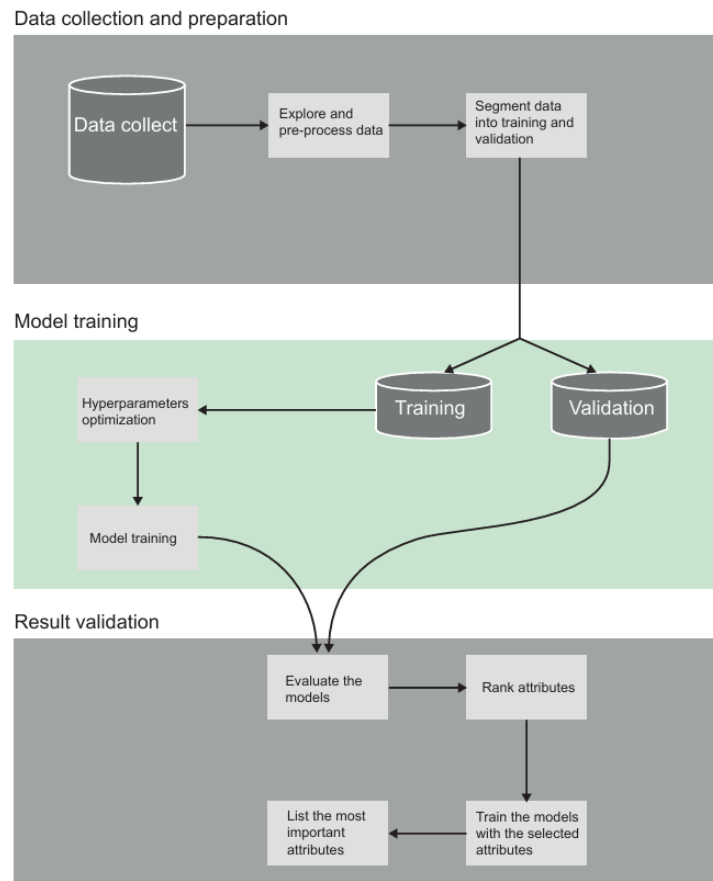 Data collection and preparation
Data collect
Explore and
pre-process data
Segment data
into training and
validation
Model training
Training
Validation
Hyperparameters
optimization
Model training
Result validation
Evaluate the
models
Rank attributes
List the most
important
attributes
Train the models
with the selected
attributes